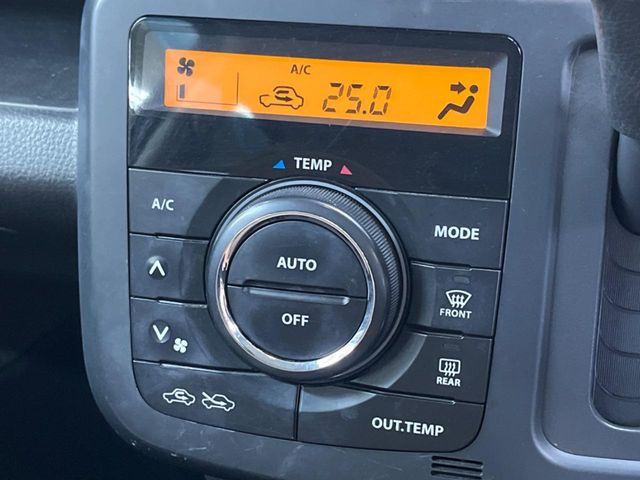 A/C
25.0
TEMP
A/C
MODE
AUTO
OFF
FRONT
REAR
OUT.TEMP